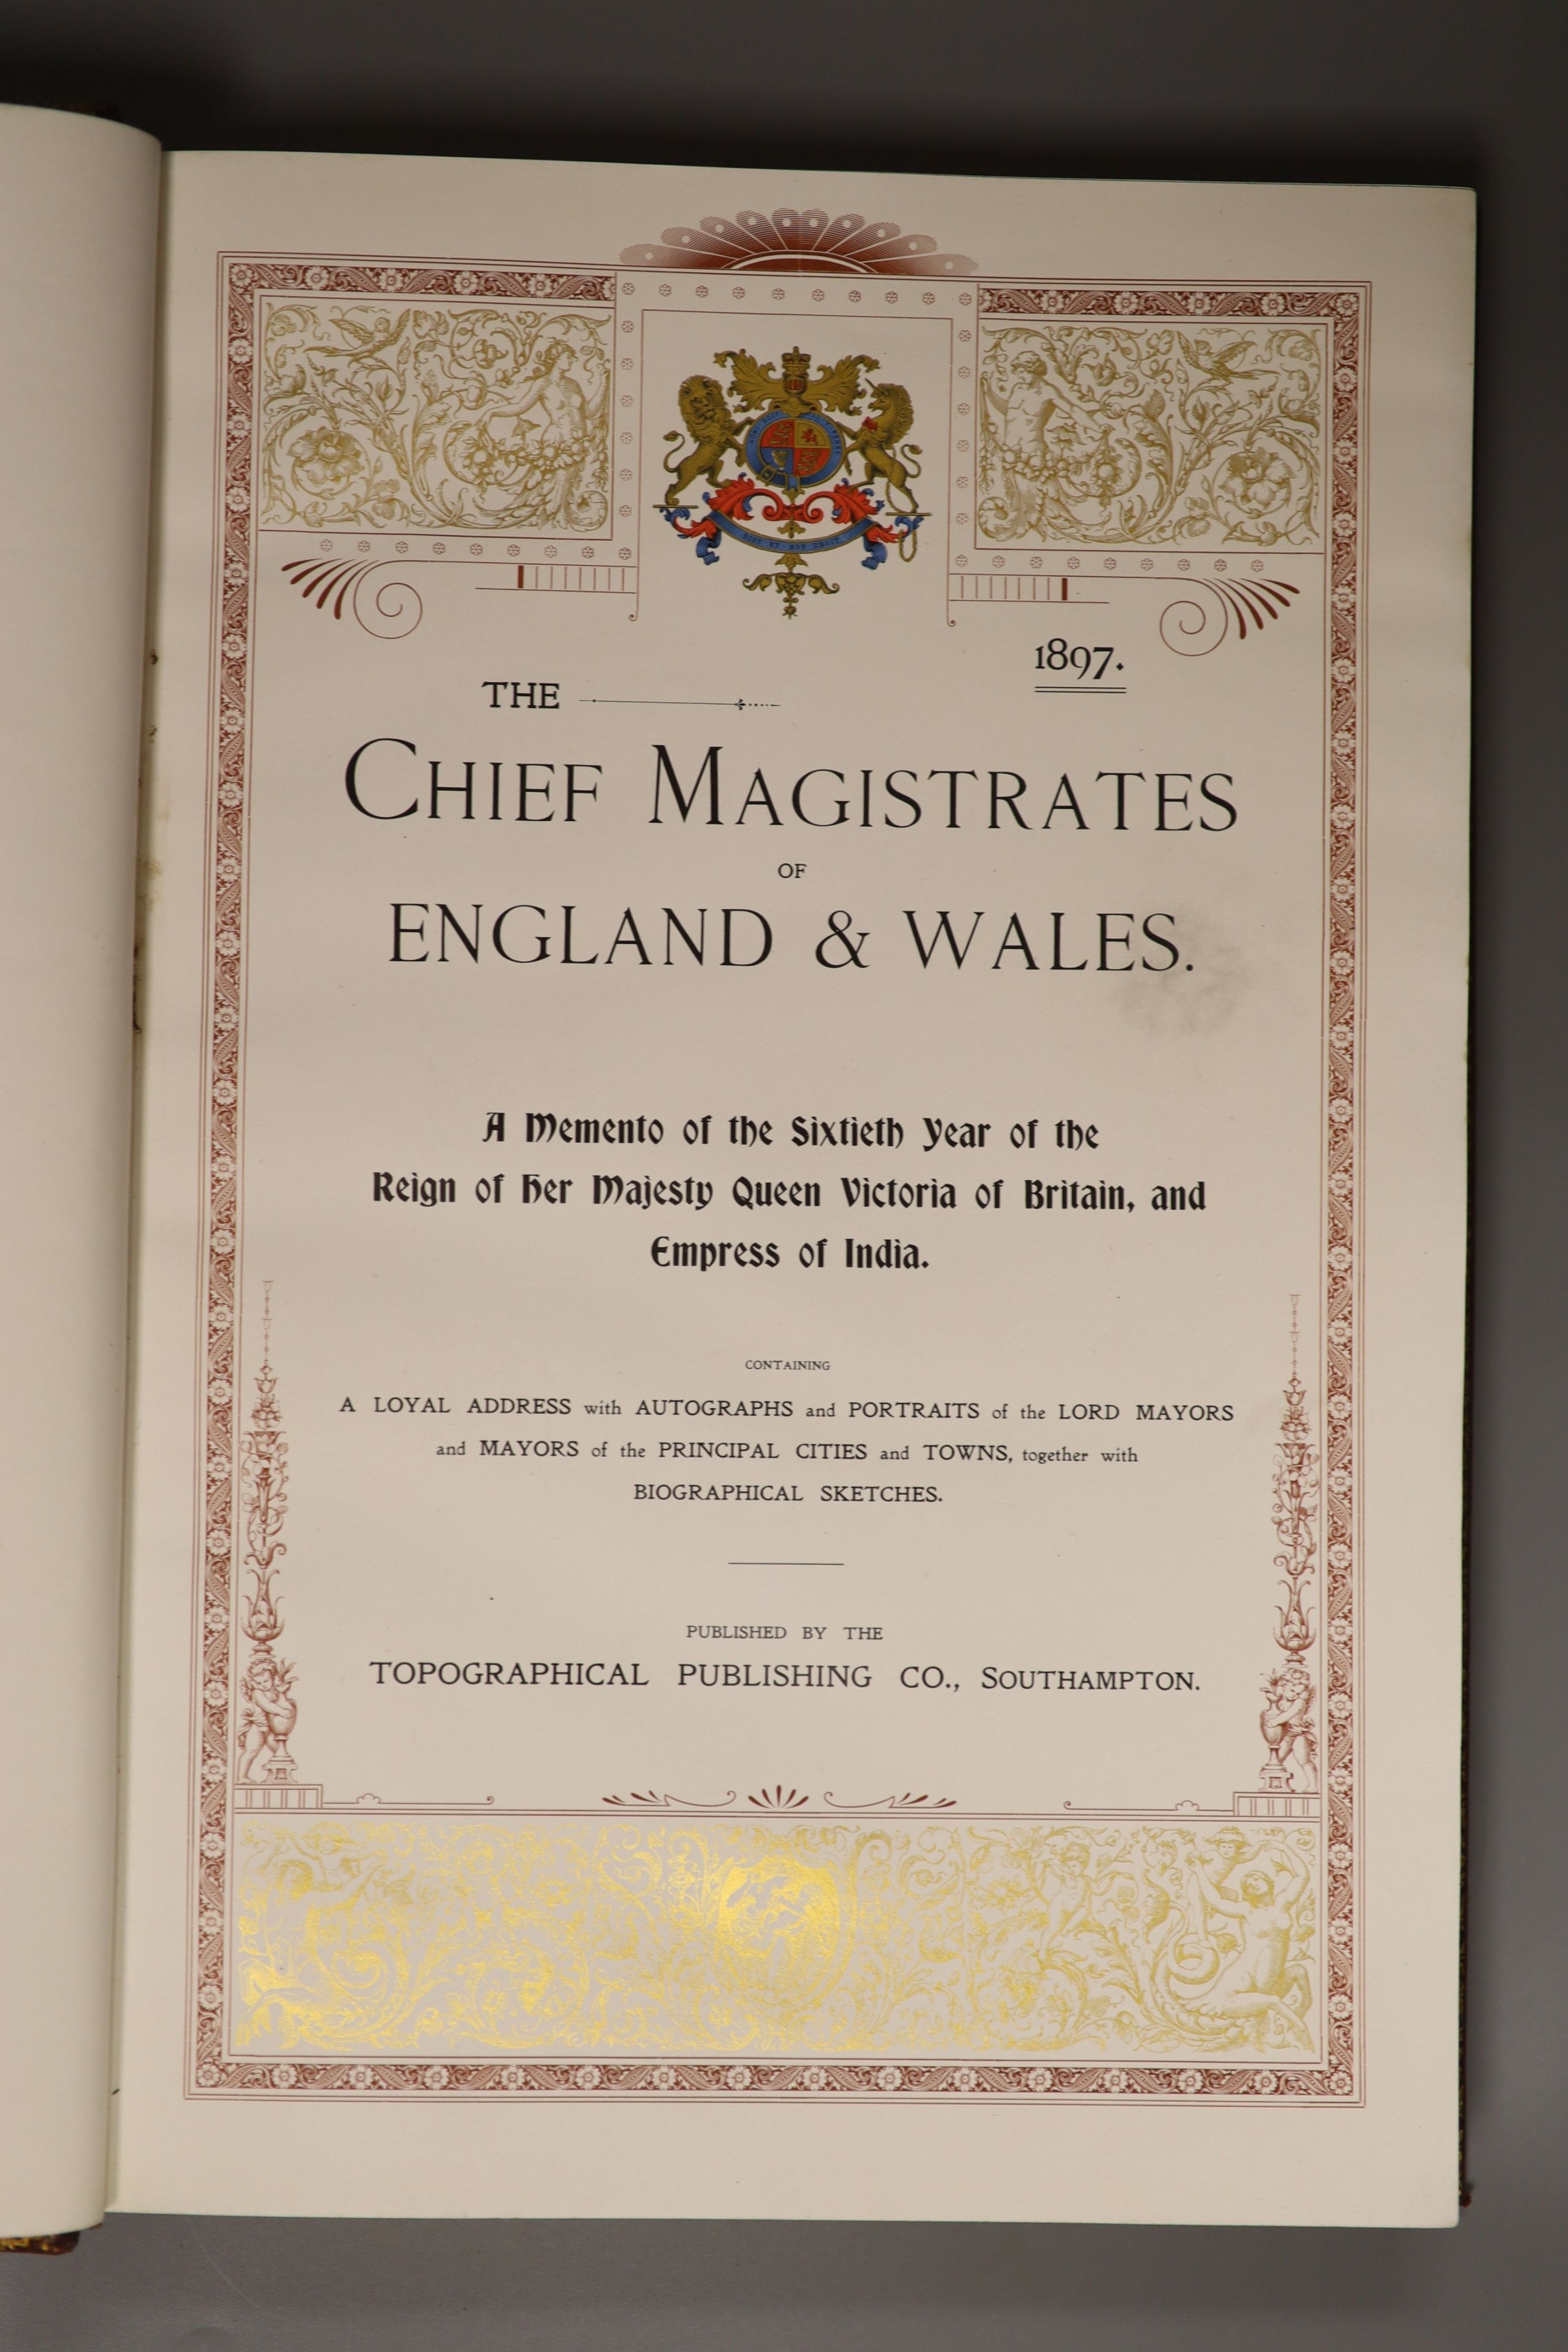 1897.
THE
CHIEF MAGISTRATES
OF
ENGLAND & WALES.
A Memento of the Sixtieth Year of the
Reign of Her Majesty Queen Victoria of Britain, and
Empress of India.
CONTAINING
A LOYAL ADDRESS with AUTOGRAPHS and PORTRAITS of the LORD MAYORS
and MAYORS of the PRINCIPAL CITIES and TOWNS, together with
BIOGRAPHICAL SKETCHES.
PUBLISHED BY THE
TOPOGRAPHICAL PUBLISHING CO., SOUTHAMPTON.